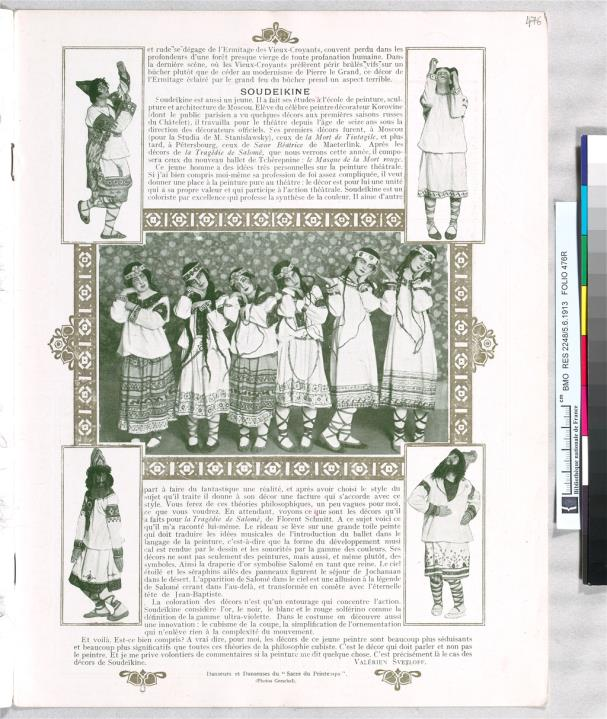 476
et rude "se" dégage de l'Ermitage des Vieux-Croyants, couvent perdu dans les
profondeurs d'une forêt presque vierge de toute profanation humaine. Dans
la dernière scène, où les Vieux-Croyants préfèrent périr brûlés "vifs" sur un
bûcher plutôt que de céder au modernisme de Pierre le Grand, ce décor de
l'Ermitage éclairé par le grand feu du bûcher prend un aspect terrible.
SOUDEIKINE
Soudeikine est aussi un jeune. Il a fait ses études à l'école de peinture, scul-
pture et architecture de Moscou. Elève du célèbre peintre décorateur Korovine
(dont le public parisien a vu quelques décors aux premières saisons russes
du Châtelet), il travailla pour le théâtre depuis l'âge de seize ans sous la
direction des décorateurs officiels. Ses premiers décors furent, à Moscou
(pour la Studia de M. Stanislavsky), ceux de la Mort de Tintagile, et plus
tard, à Pétersbourg, ceux de Sœur Béatrice de Maeterlink. Après les
décors de la Tragédie de Salomé, que nous verrons cette année, il compo-
sera ceux du nouveau ballet de Tchérepnine : le Masque de la Mort rouge.
Ce jeune homme a des idées très personnelles sur la peinture théâtrale.
Si j'ai bien compris moi-même sa profession de foi assez compliquée, il veut
donner une place à la peinture pure au théâtre : le décor est pour lui une unité
qui a sa propre valeur et qui participe à l'action théâtrale. Soudeikine est un
coloriste par excellence qui professe la synthèse de la couleur. Il aime d'autre
part à faire du fantastique une réalité, et après avoir choisi le style du
sujet qu'il traite il donne à son décor une facture qui s'accorde avec ce
style. Vous ferez de ces théories philosophiques, un peu vagues pour moi,
ce que vous voudrez. En attendant, voyons ce que sont les décors qu'il
a faits pour la Tragédie de Salomé, de Florent Schmitt. A ce sujet voici ce
qu'il m'a raconté lui-même. Le rideau se lève sur une grande toile peinte
qui doit traduire les idées musicales de l'introduction du ballet dans le
langage de la peinture, c'est-à-dire que la forme du développement musi
cal est rendue par le dessin et les sonorités par la gamme des couleurs. Ses
décors ne sont pas seulement des peintures, mais aussi, et même plutôt, des
symboles. Ainsi la draperie d'or symbolise Salomé en tant que reine. Le ciel
étoilé et les séraphins ailés des panneaux figurent le séjour de Jochanaan
dans le désert. L'apparition de Salomé dans le ciel est une allusion à la légende
de Salomé errant dans l'au-delà, et transformée en comète avec l'éternelle
tête de Jean-Baptiste.
La coloration des décors n'est qu'un entourage qui concentre l'action.
Soudeikine considère l'or, le noir, le blanc et le rouge solférino comme la
définition de la gamme ultra-violette. Dans le costume on découvre aussi
une innovation : le cubisme de la coupe, la simplification de l'ornementation
qui n'enlève rien à la complexité du mouvement.
Et voilà. Est-ce bien compris? A vrai dire, pour moi, les décors de ce jeune peintre sont beaucoup plus séduisants
et beaucoup plus significatifs que toutes ces théories de la philosophie cubiste. C'est le décor qui doit parler et non pas
le peintre. Et je me prive volontiers de commentaires si la peinture me dit quelque chose. C'est précisément là le cas des
décors de Soudeikine.
VALÉRIEN SVETLOFF.
Danseurs et Danseuses du "Sacre du Printemps".
(Photos Gerschel).
BMO RES 2248/5.6.1913 FOLIO 476R
cm
Bibliothèque nationale de France